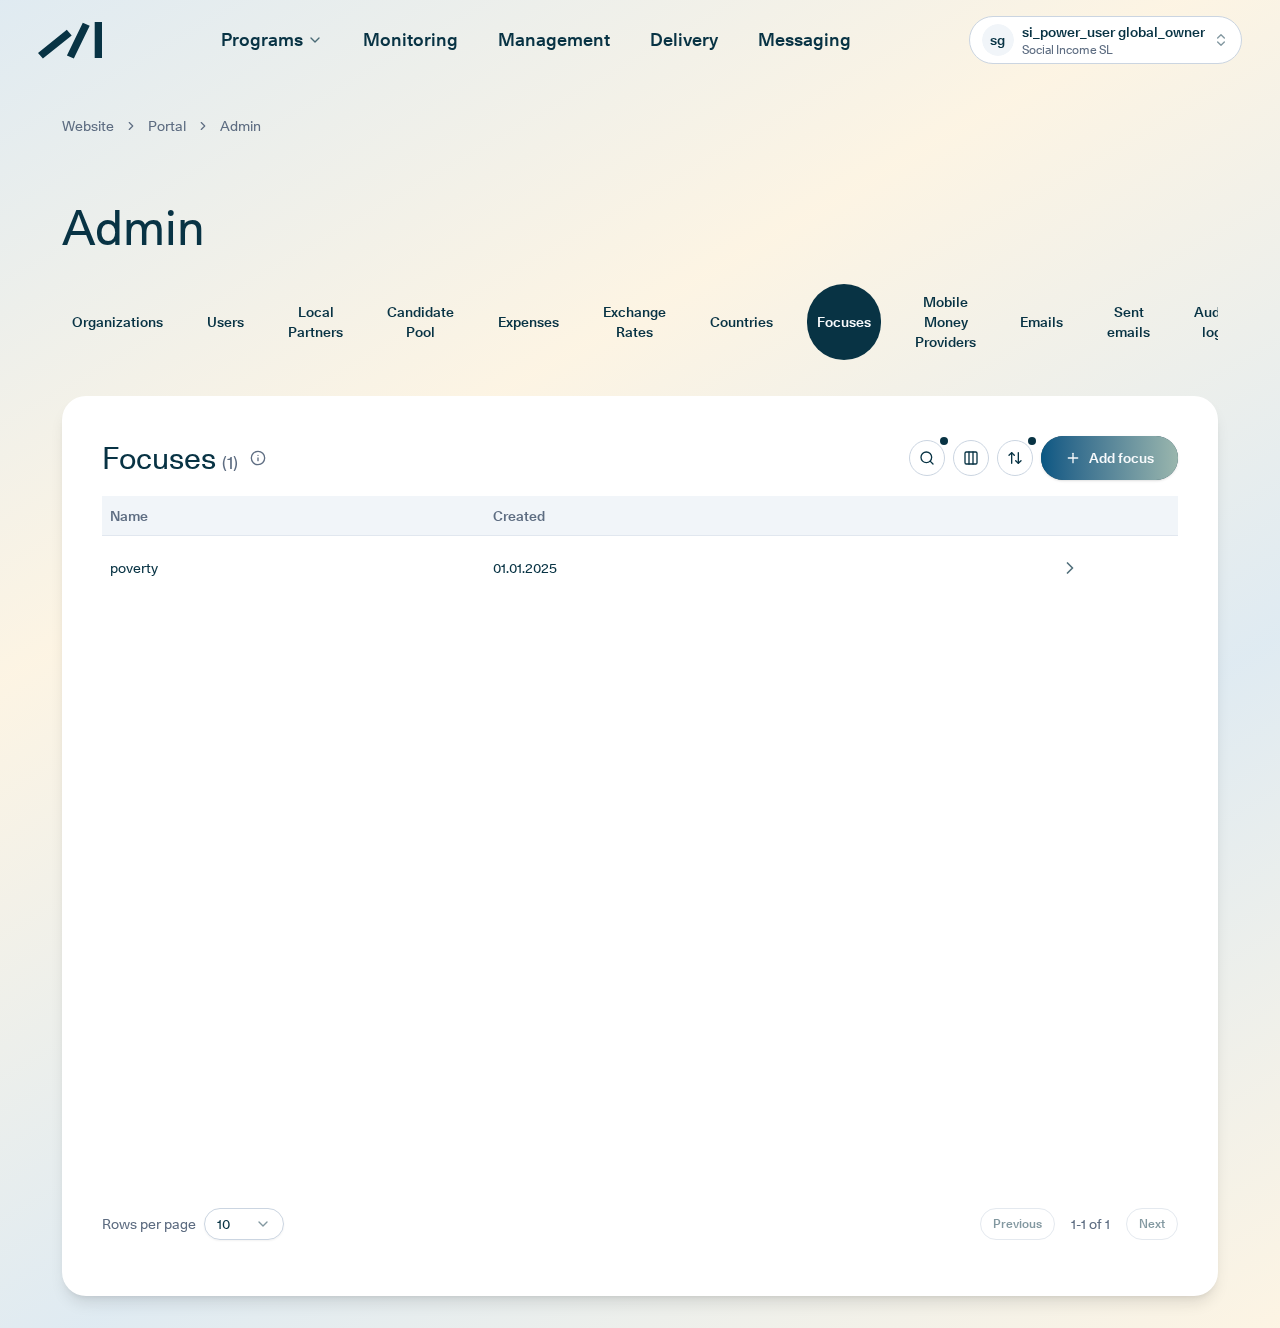 Programs
Monitoring
Management
Delivery
Messaging
sg
si_power_user global_owner
Social Income SL
Website
Portal
Admin
Admin
Organizations
Users
Local
Partners
Candidate
Pool
Expenses
Exchange
Rates
Countries
Focuses
Mobile
Money
Providers
Emails
Sent
emails
Focuses (1)
Add focus
Name
Created
poverty
01.01.2025
Rows per page
10
Previous
1-1 of 1
Next